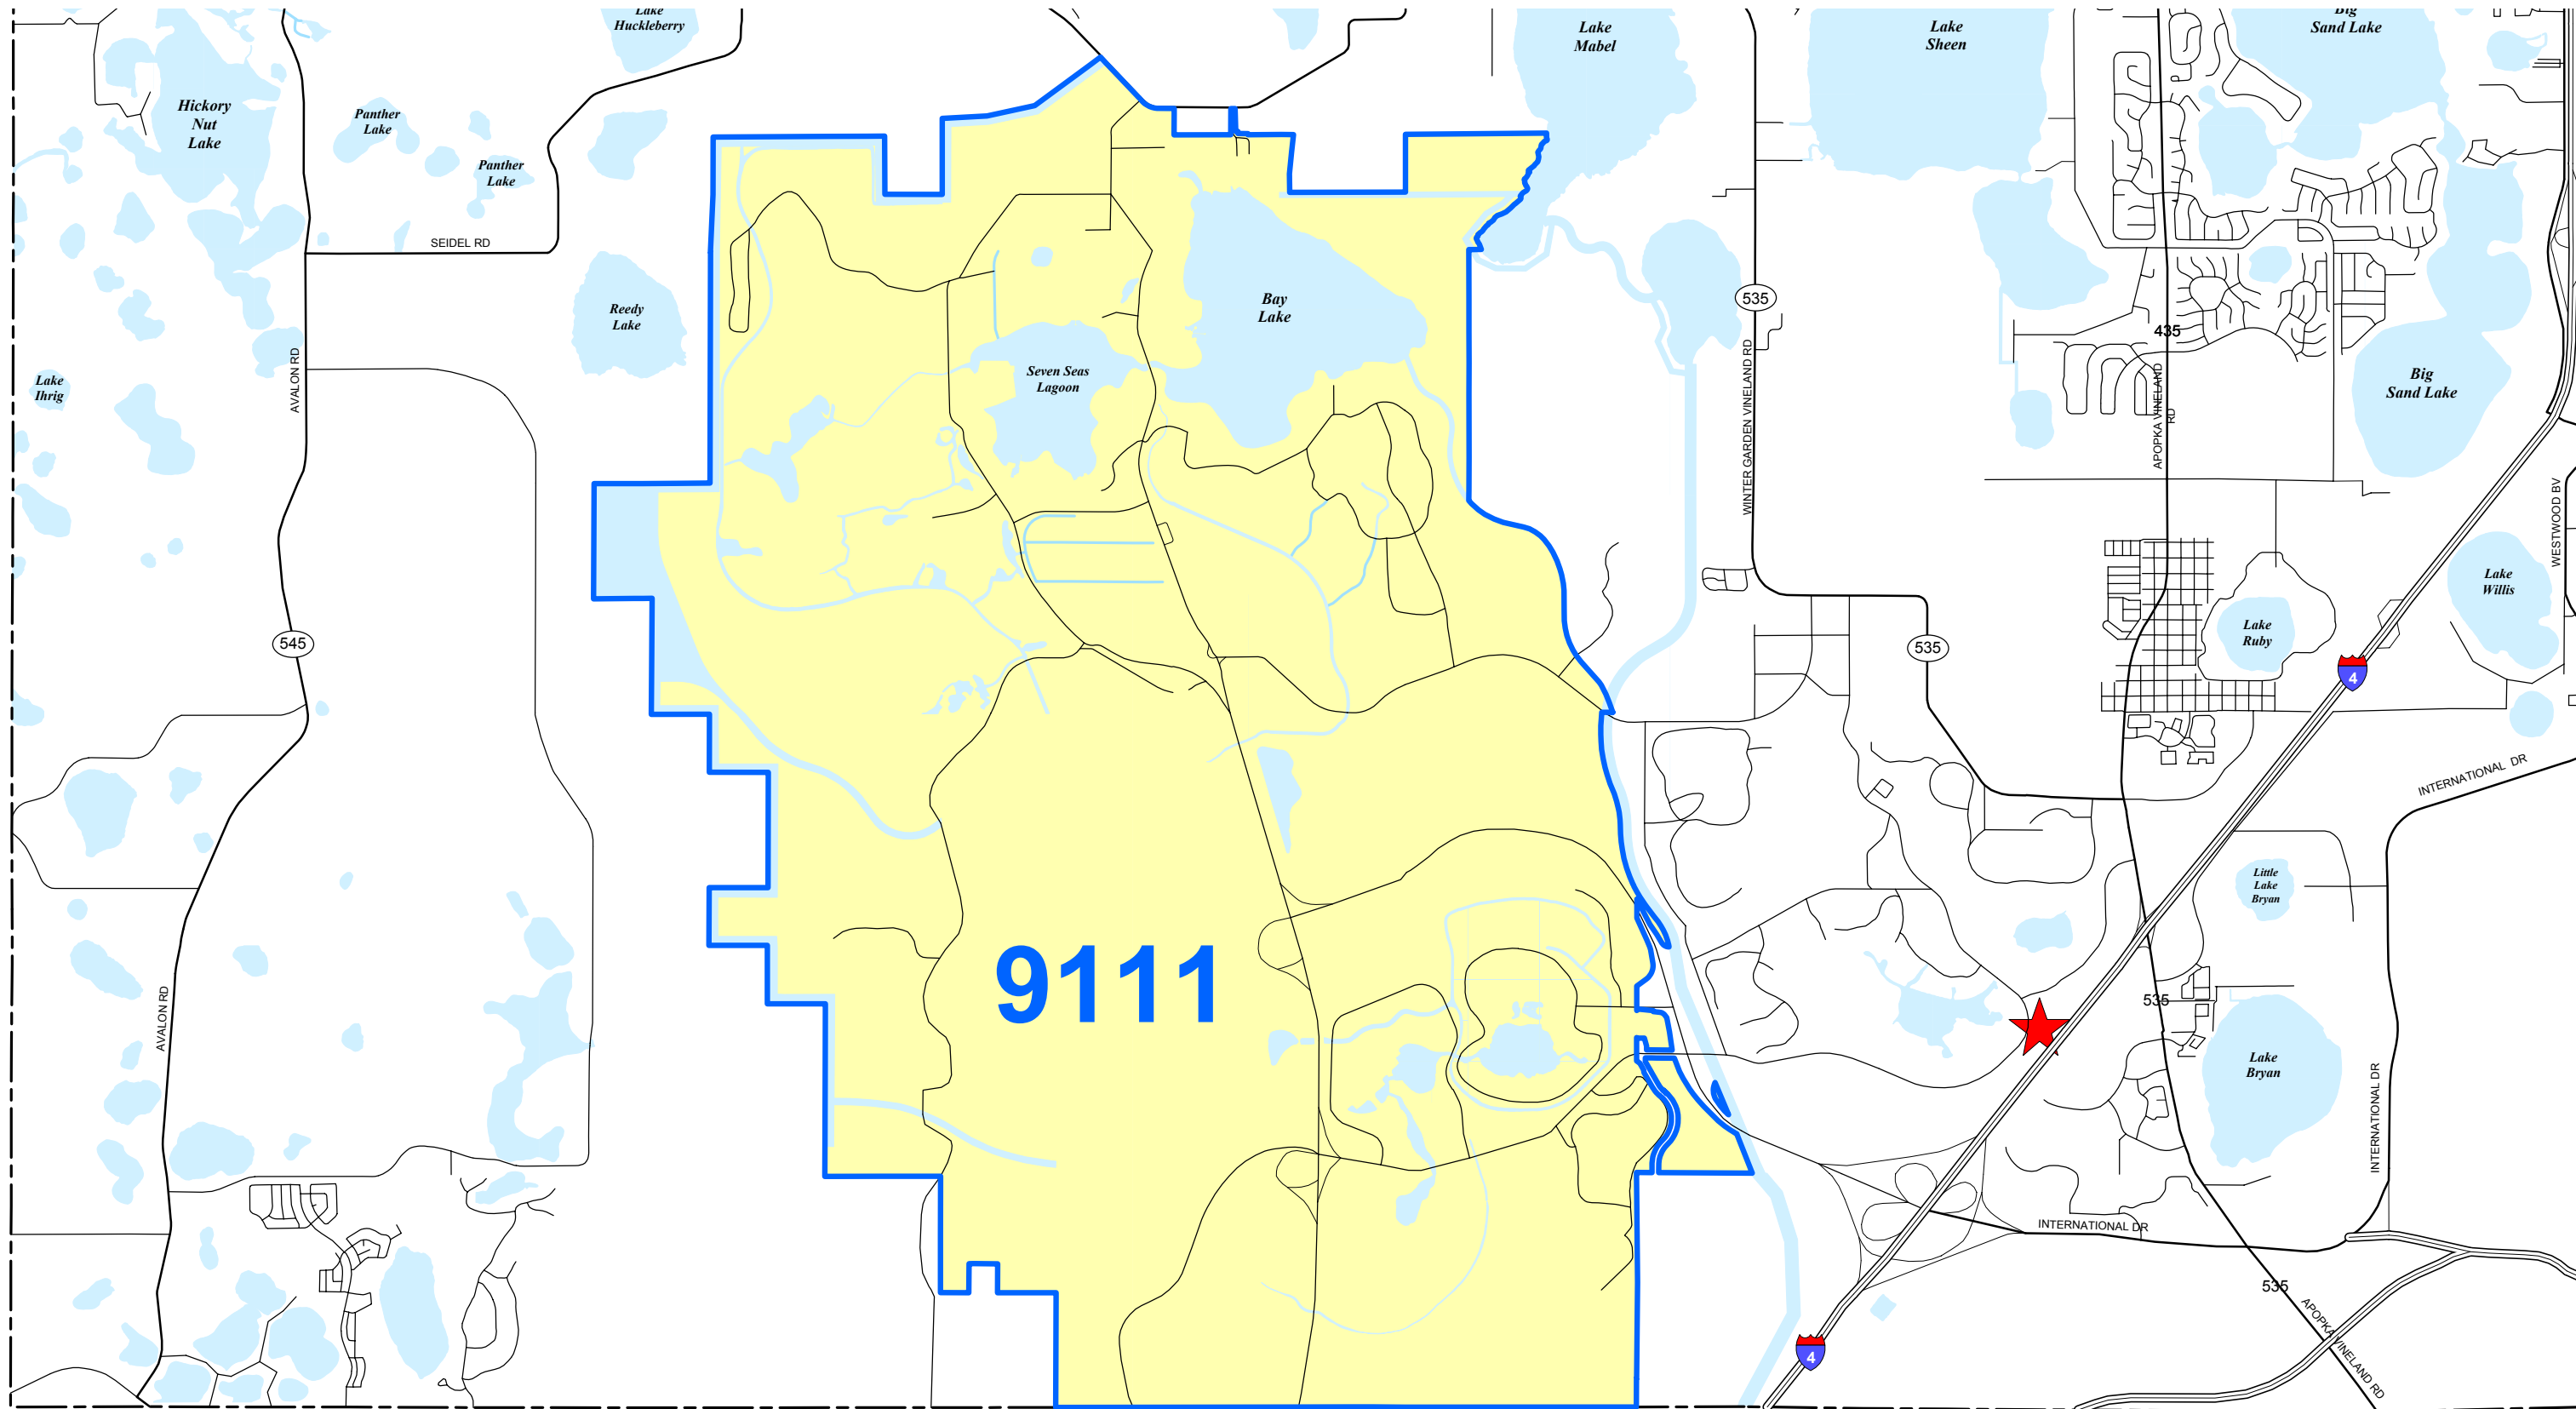 Lake
Huckleberry
Lake
Mabel
Lake
Sheen
Big
Sand Lake
Hickory
Nut
Lake
Panther
Lake
Panther
Lake
SEIDEL RD
Reedy
Lake
Bay
Lake
535
435
Seven Seas
Lagoon
Lake
Ihrig
AVALON RD
WINTER GARDEN VINELAND RD
APOPKA VINELAND
RD
Big
Sand Lake
WESTWOOD BV
Lake
Willis
Lake
Ruby
545
535
4
INTERNATIONAL DR
Little
Lake
Bryan
9111
AVALON RD
535
Lake
Bryan
INTERNATIONAL DR
INTERNATIONAL DR
535
APOPKA VINELAND RD
4